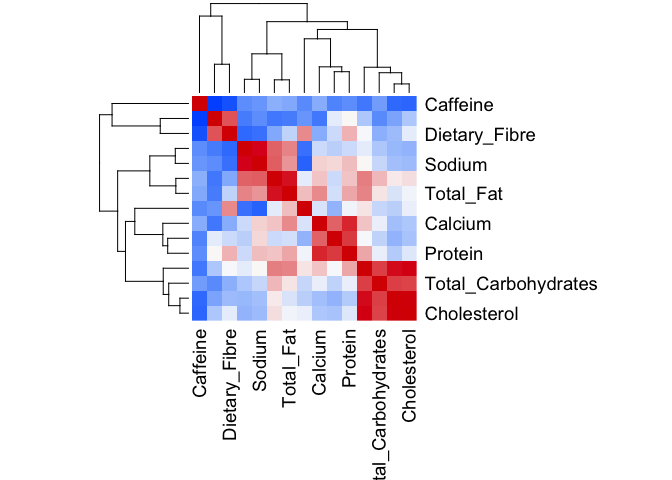 Caffeine
Dietary_Fibre
Sodium
Total_Fat
Calcium
Protein
Total_Carbohydrates
Cholesterol
Caffeine
Dietary_Fibre
Sodium
Total_Fat
Calcium
Protein
tal_Carbohydrates
Cholesterol